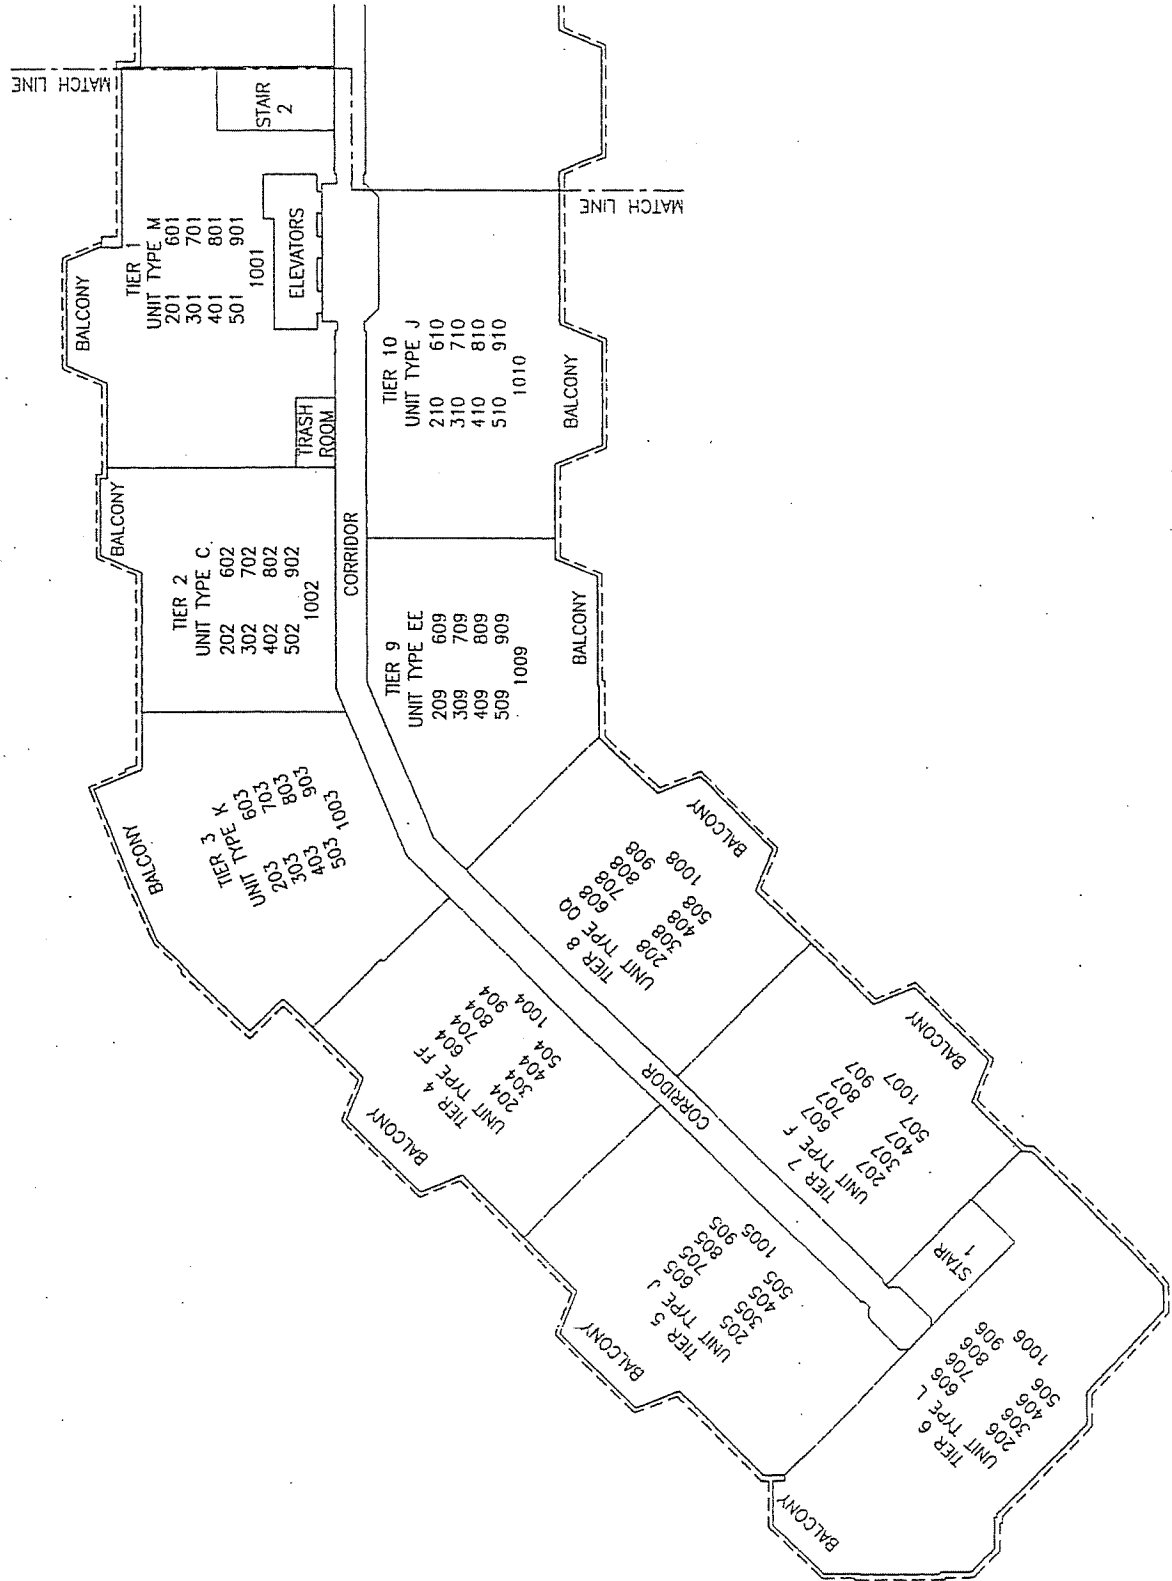 MATCH LINE
STAIR
2
BALCONY
TIER 1
UNIT TYPE M
201 601
301 701
401 801
501 901
1001
ELEVATORS
MATCH LINE
TRASH
ROOM
TIER 10
UNIT TYPE J
210 610
310 710
410 810
510 910
1010
BALCONY
BALCONY
TIER 2
UNIT TYPE C
202 602
302 702
402 802
502 902
1002
CORRIDOR
TIER 9
UNIT TYPE EE
209 609
309 709
409 809
509 909
1009
BALCONY
BALCONY
TIER 3
UNIT TYPE K
203 603
303 703
403 803
503 903
1003
BALCONY
TIER 8
UNIT TYPE QQ
208 608
308 708
408 808
508 908
1008
TIER 4
UNIT TYPE FF
204 604
304 704
404 804
504 904
1004
BALCONY
CORRIDOR
BALCONY
TIER 7
UNIT TYPE F
207 607
307 707
407 807
507 907
1007
TIER 5
UNIT TYPE J
205 605
305 705
405 805
505 905
1005
BALCONY
STAIR
1
TIER 6
UNIT TYPE L
206 606
306 706
406 806
506 906
1006
BALCONY